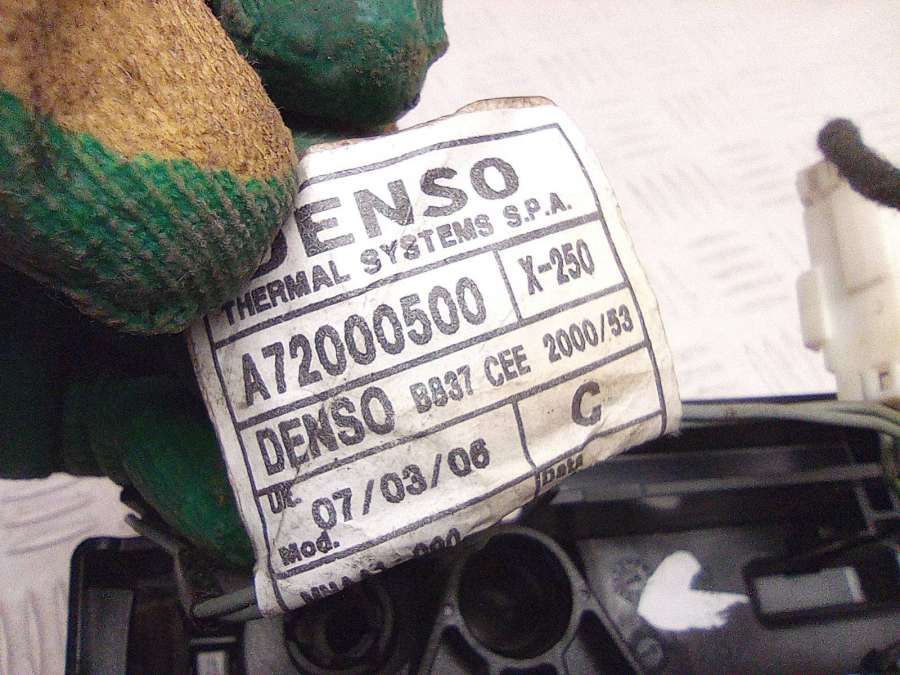 DENSO
THERMAL SYSTEMS S.P.A.
A72000500 X-250
DENSO B837 CEE 2000/53
07/03/06 C
Mod. Data